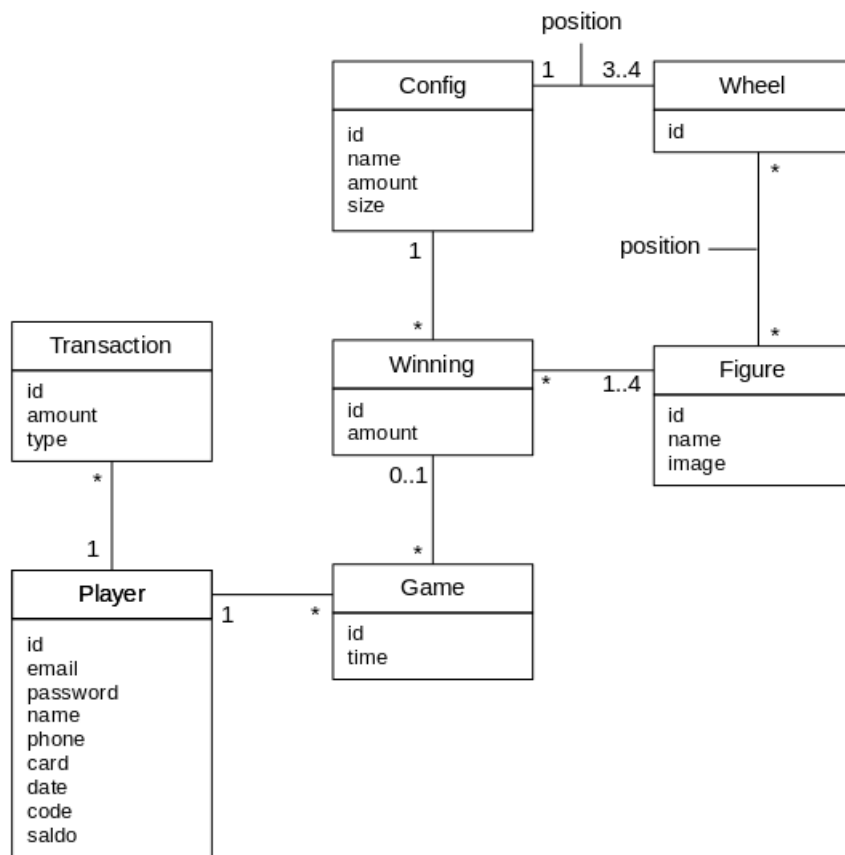 position
1
3..4
Config
id
name
amount
size
Wheel
id
*
position
*
1
*
Transaction
id
amount
type
*
1
Winning
id
amount
*
1..4
Figure
id
name
image
0..1
*
Player
id
email
password
name
phone
card
date
code
saldo
1
*
Game
id
time